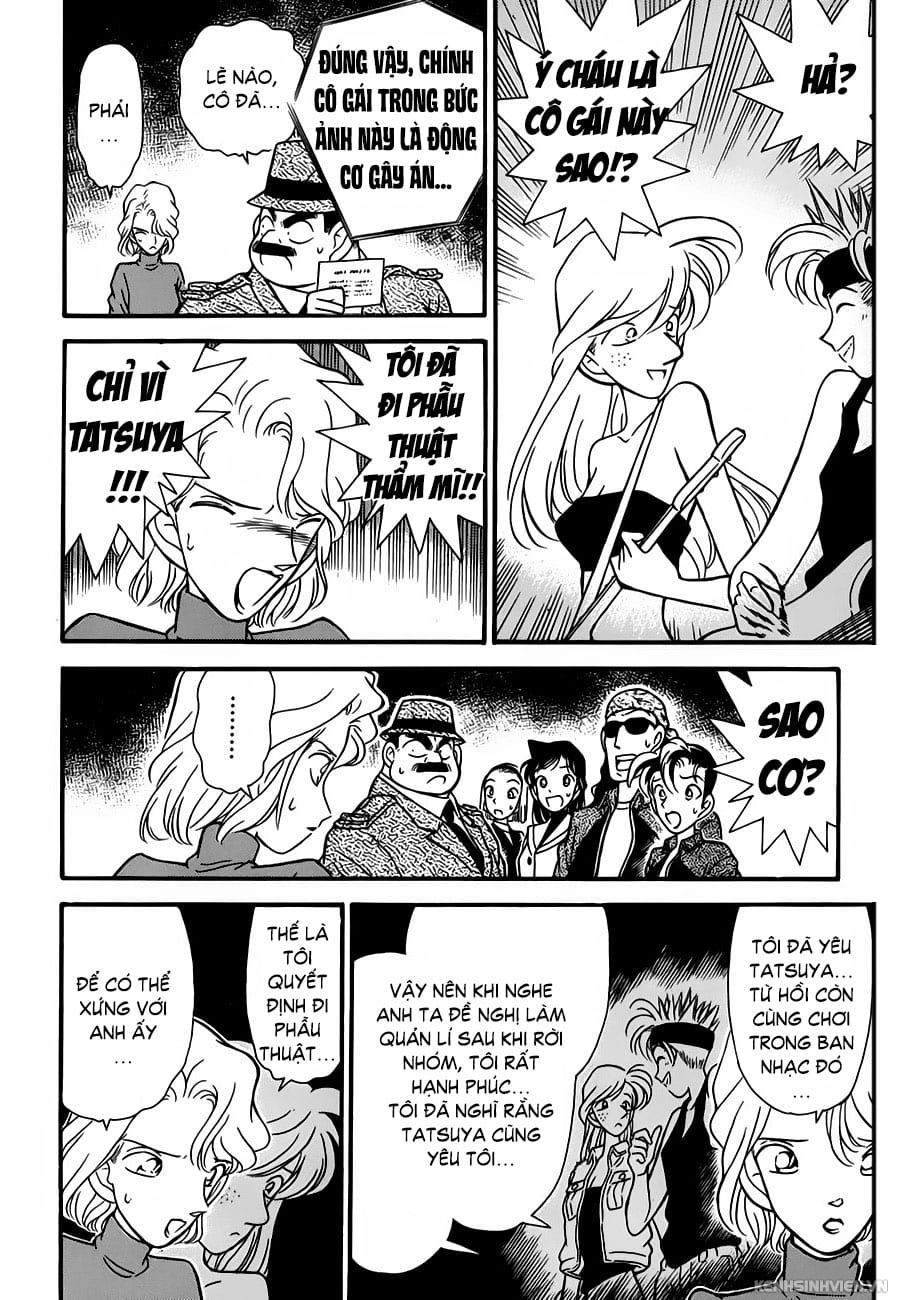 HẢ?
Ý CHÁU LÀ
CÔ GÁI NÀY
SAO!?
ĐÚNG VẬY, CHÍNH
CÔ GÁI TRONG BỨC
ẢNH NÀY LÀ ĐỘNG
CƠ GÂY ÁN...
LẼ NÀO,
CÔ ĐÃ...
PHẢI
...
TÔI ĐÃ
ĐI PHẪU
THUẬT
THẨM MĨ!!
CHỈ VÌ
TATSUYA
!!!
SAO
CƠ?
........
TÔI ĐÃ YÊU
TATSUYA...
TỪ HỒI CÒN
CÙNG CHƠI
TRONG BAN
NHẠC ĐÓ
...
VẬY NÊN KHI NGHE
ANH TA ĐỀ NGHỊ LÀM
QUẢN LÍ SAU KHI RỜI
NHÓM, TÔI RẤT
HẠNH PHÚC...
TÔI ĐÃ NGHĨ RẰNG
TATSUYA CŨNG
YÊU TÔI...
THẾ LÀ
TÔI
QUYẾT
ĐỊNH ĐI
PHẪU
THUẬT...
ĐỂ CÓ THỂ
XỨNG VỚI
ANH ẤY
...
KENHSINHVIEN.VN